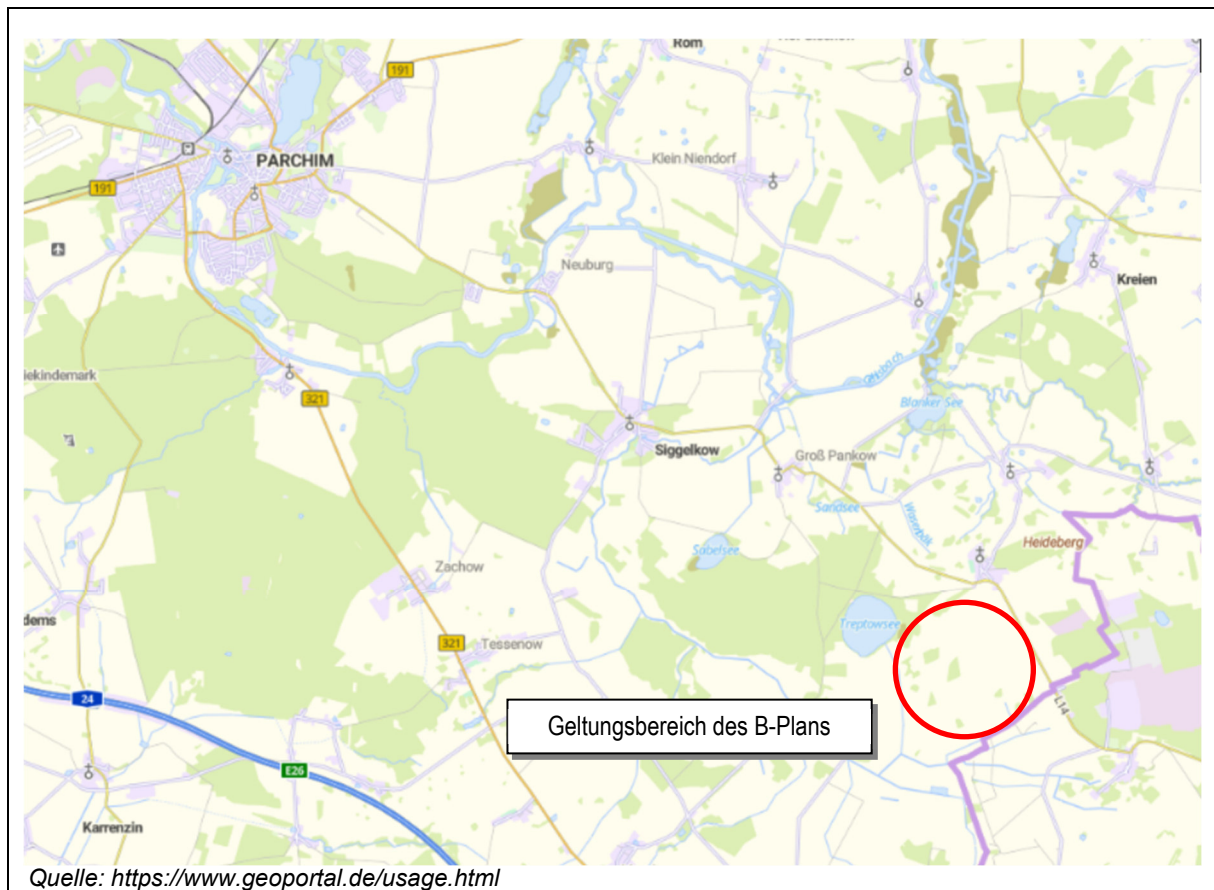 Rom
191
PARCHIM
Klein Niendorf
191
Neuburg
Kreien
iekindemark
321
Blanker See
Siggelkow
Groß Pankow
Sandsee
Heideberg
Sabelsee
Zachow
Treptowsee
dems
321
Tessenow
24
L14
Geltungsbereich des B-Plans
E26
Karrenzin
Quelle: https://www.geoportal.de/usage.html